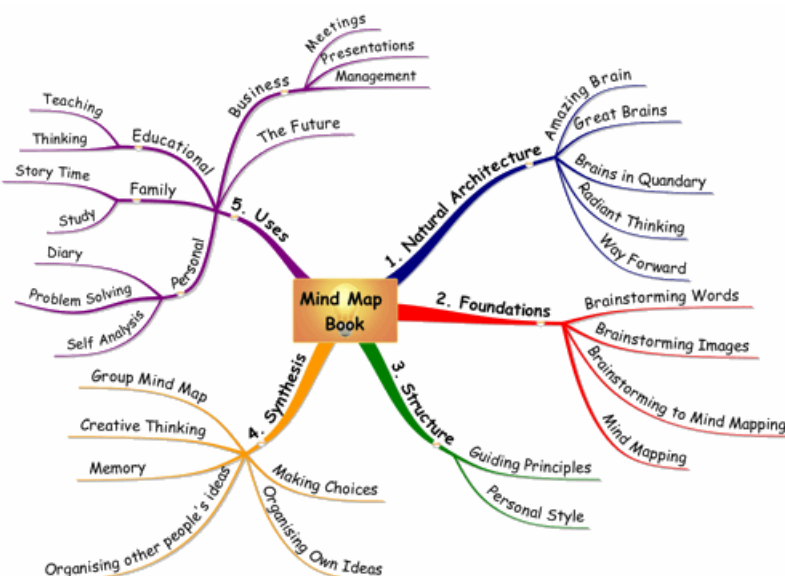 Mind Map
Book
1. Natural Architecture
Amazing Brain
Great Brains
Brains in Quandary
Radiant Thinking
Way Forward
2. Foundations
Brainstorming Words
Brainstorming Images
Brainstorming to Mind Mapping
Mind Mapping
3. Structure
Guiding Principles
Personal Style
4. Synthesis
Making Choices
Organising Own Ideas
Organising other people's ideas
Memory
Creative Thinking
Group Mind Map
5. Uses
Personal
Self Analysis
Problem Solving
Diary
Family
Study
Story Time
Educational
Thinking
Teaching
Business
Meetings
Presentations
Management
The Future